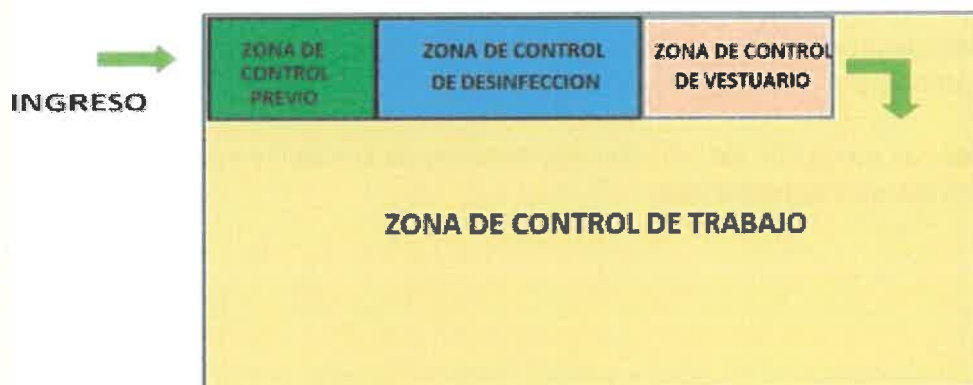 INGRESO
ZONA DE
CONTROL
PREVIO
ZONA DE CONTROL
DE DESINFECCION
ZONA DE CONTROL
DE VESTUARIO
ZONA DE CONTROL DE TRABAJO